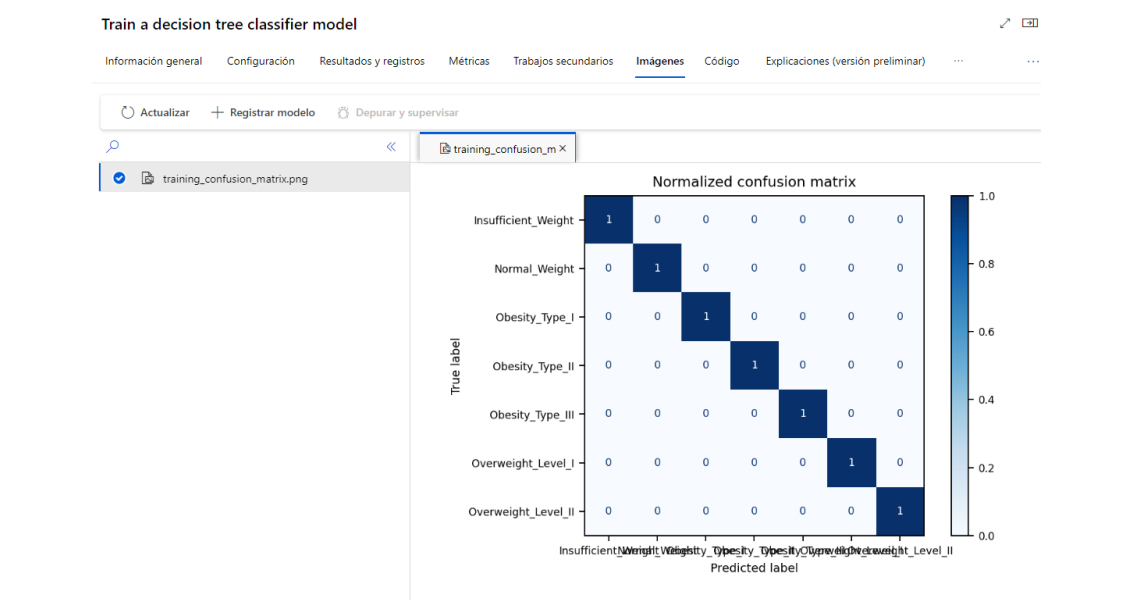 Train a decision tree classifier model
Información general Configuración Resultados y registros Métricas Trabajos secundarios Imágenes Código Explicaciones (versión preliminar) ... ...
Actualizar Registrar modelo Depurar y supervisar
training_confusion_m
training_confusion_matrix.png
Normalized confusion matrix
Insufficient_Weight 1 0 0 0 0 0 0
Normal_Weight 0 1 0 0 0 0 0
Obesity_Type_I 0 0 1 0 0 0 0
Obesity_Type_II 0 0 0 1 0 0 0
Obesity_Type_III 0 0 0 0 1 0 0
Overweight_Level_I 0 0 0 0 0 1 0
Overweight_Level_II 0 0 0 0 0 0 1
True label
1.0
0.8
0.6
0.4
0.2
0.0
Predicted label